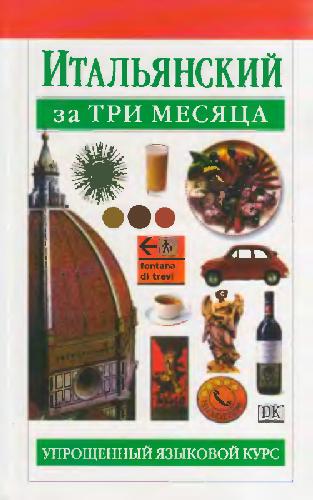 Итальянский
за ТРИ МЕСЯЦА
fontana
di trevi
DK
УПРОЩЕННЫЙ ЯЗЫКОВОЙ КУРС